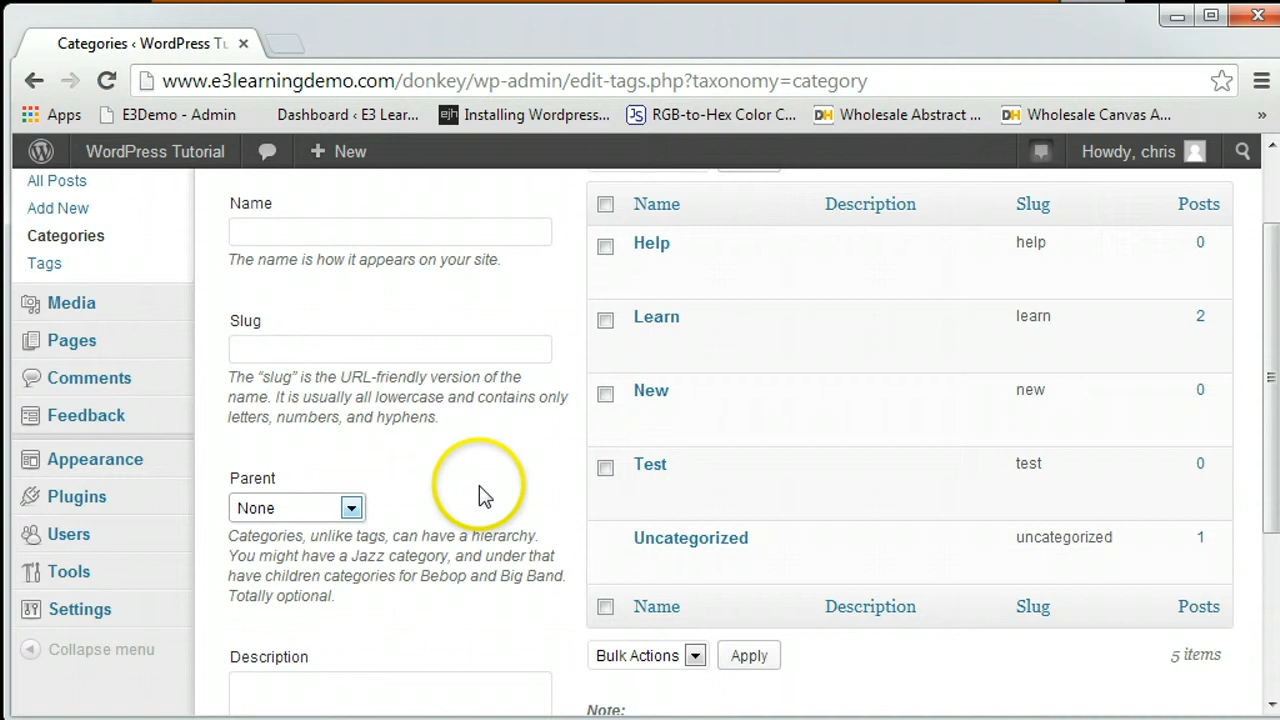 Categories ‹ WordPress Tu
www.e3learningdemo.com/donkey/wp-admin/edit-tags.php?taxonomy=category
Apps E3Demo - Admin Dashboard ‹ E3 Lear... ejh Installing Wordpress... JS RGB-to-Hex Color C... DH Wholesale Abstract ... DH Wholesale Canvas A... »
WordPress Tutorial + New Howdy, chris
All Posts
Add New
Categories
Tags
Media
Pages
Comments
Feedback
Appearance
Plugins
Users
Tools
Settings
Collapse menu
Name
The name is how it appears on your site.
Slug
The “slug” is the URL-friendly version of the
name. It is usually all lowercase and contains only
letters, numbers, and hyphens.
Parent
None
Categories, unlike tags, can have a hierarchy.
You might have a Jazz category, and under that
have children categories for Bebop and Big Band.
Totally optional.
Description
Name Description Slug Posts
Help help 0
Learn learn 2
New new 0
Test test 0
Uncategorized uncategorized 1
Name Description Slug Posts
Bulk Actions Apply 5 items
Note: